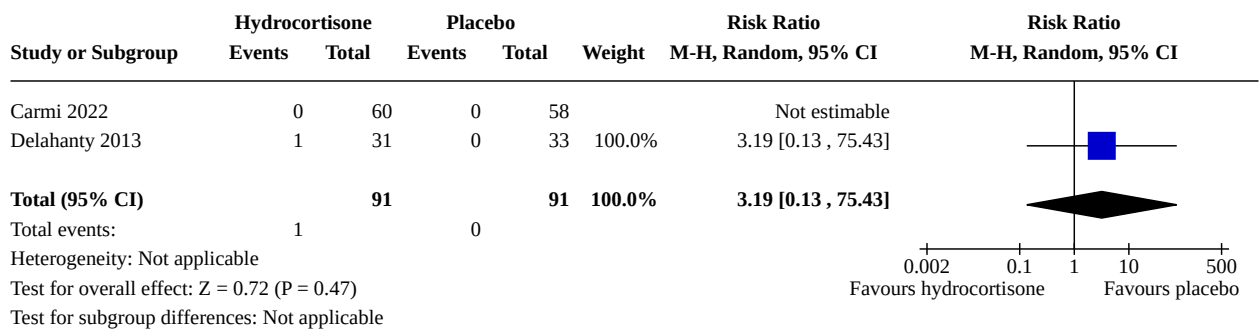 Hydrocortisone Placebo Risk Ratio Risk Ratio
Study or Subgroup Events Total Events Total Weight M-H, Random, 95% CI M-H, Random, 95% CI
Carmi 2022 0 60 0 58 Not estimable
Delahanty 2013 1 31 0 33 100.0% 3.19 [0.13 , 75.43]
Total (95% CI) 91 91 100.0% 3.19 [0.13 , 75.43]
Total events: 1 0
Heterogeneity: Not applicable
0.002 0.1 1 10 500
Test for overall effect: Z = 0.72 (P = 0.47)
Favours hydrocortisone Favours placebo
Test for subgroup differences: Not applicable